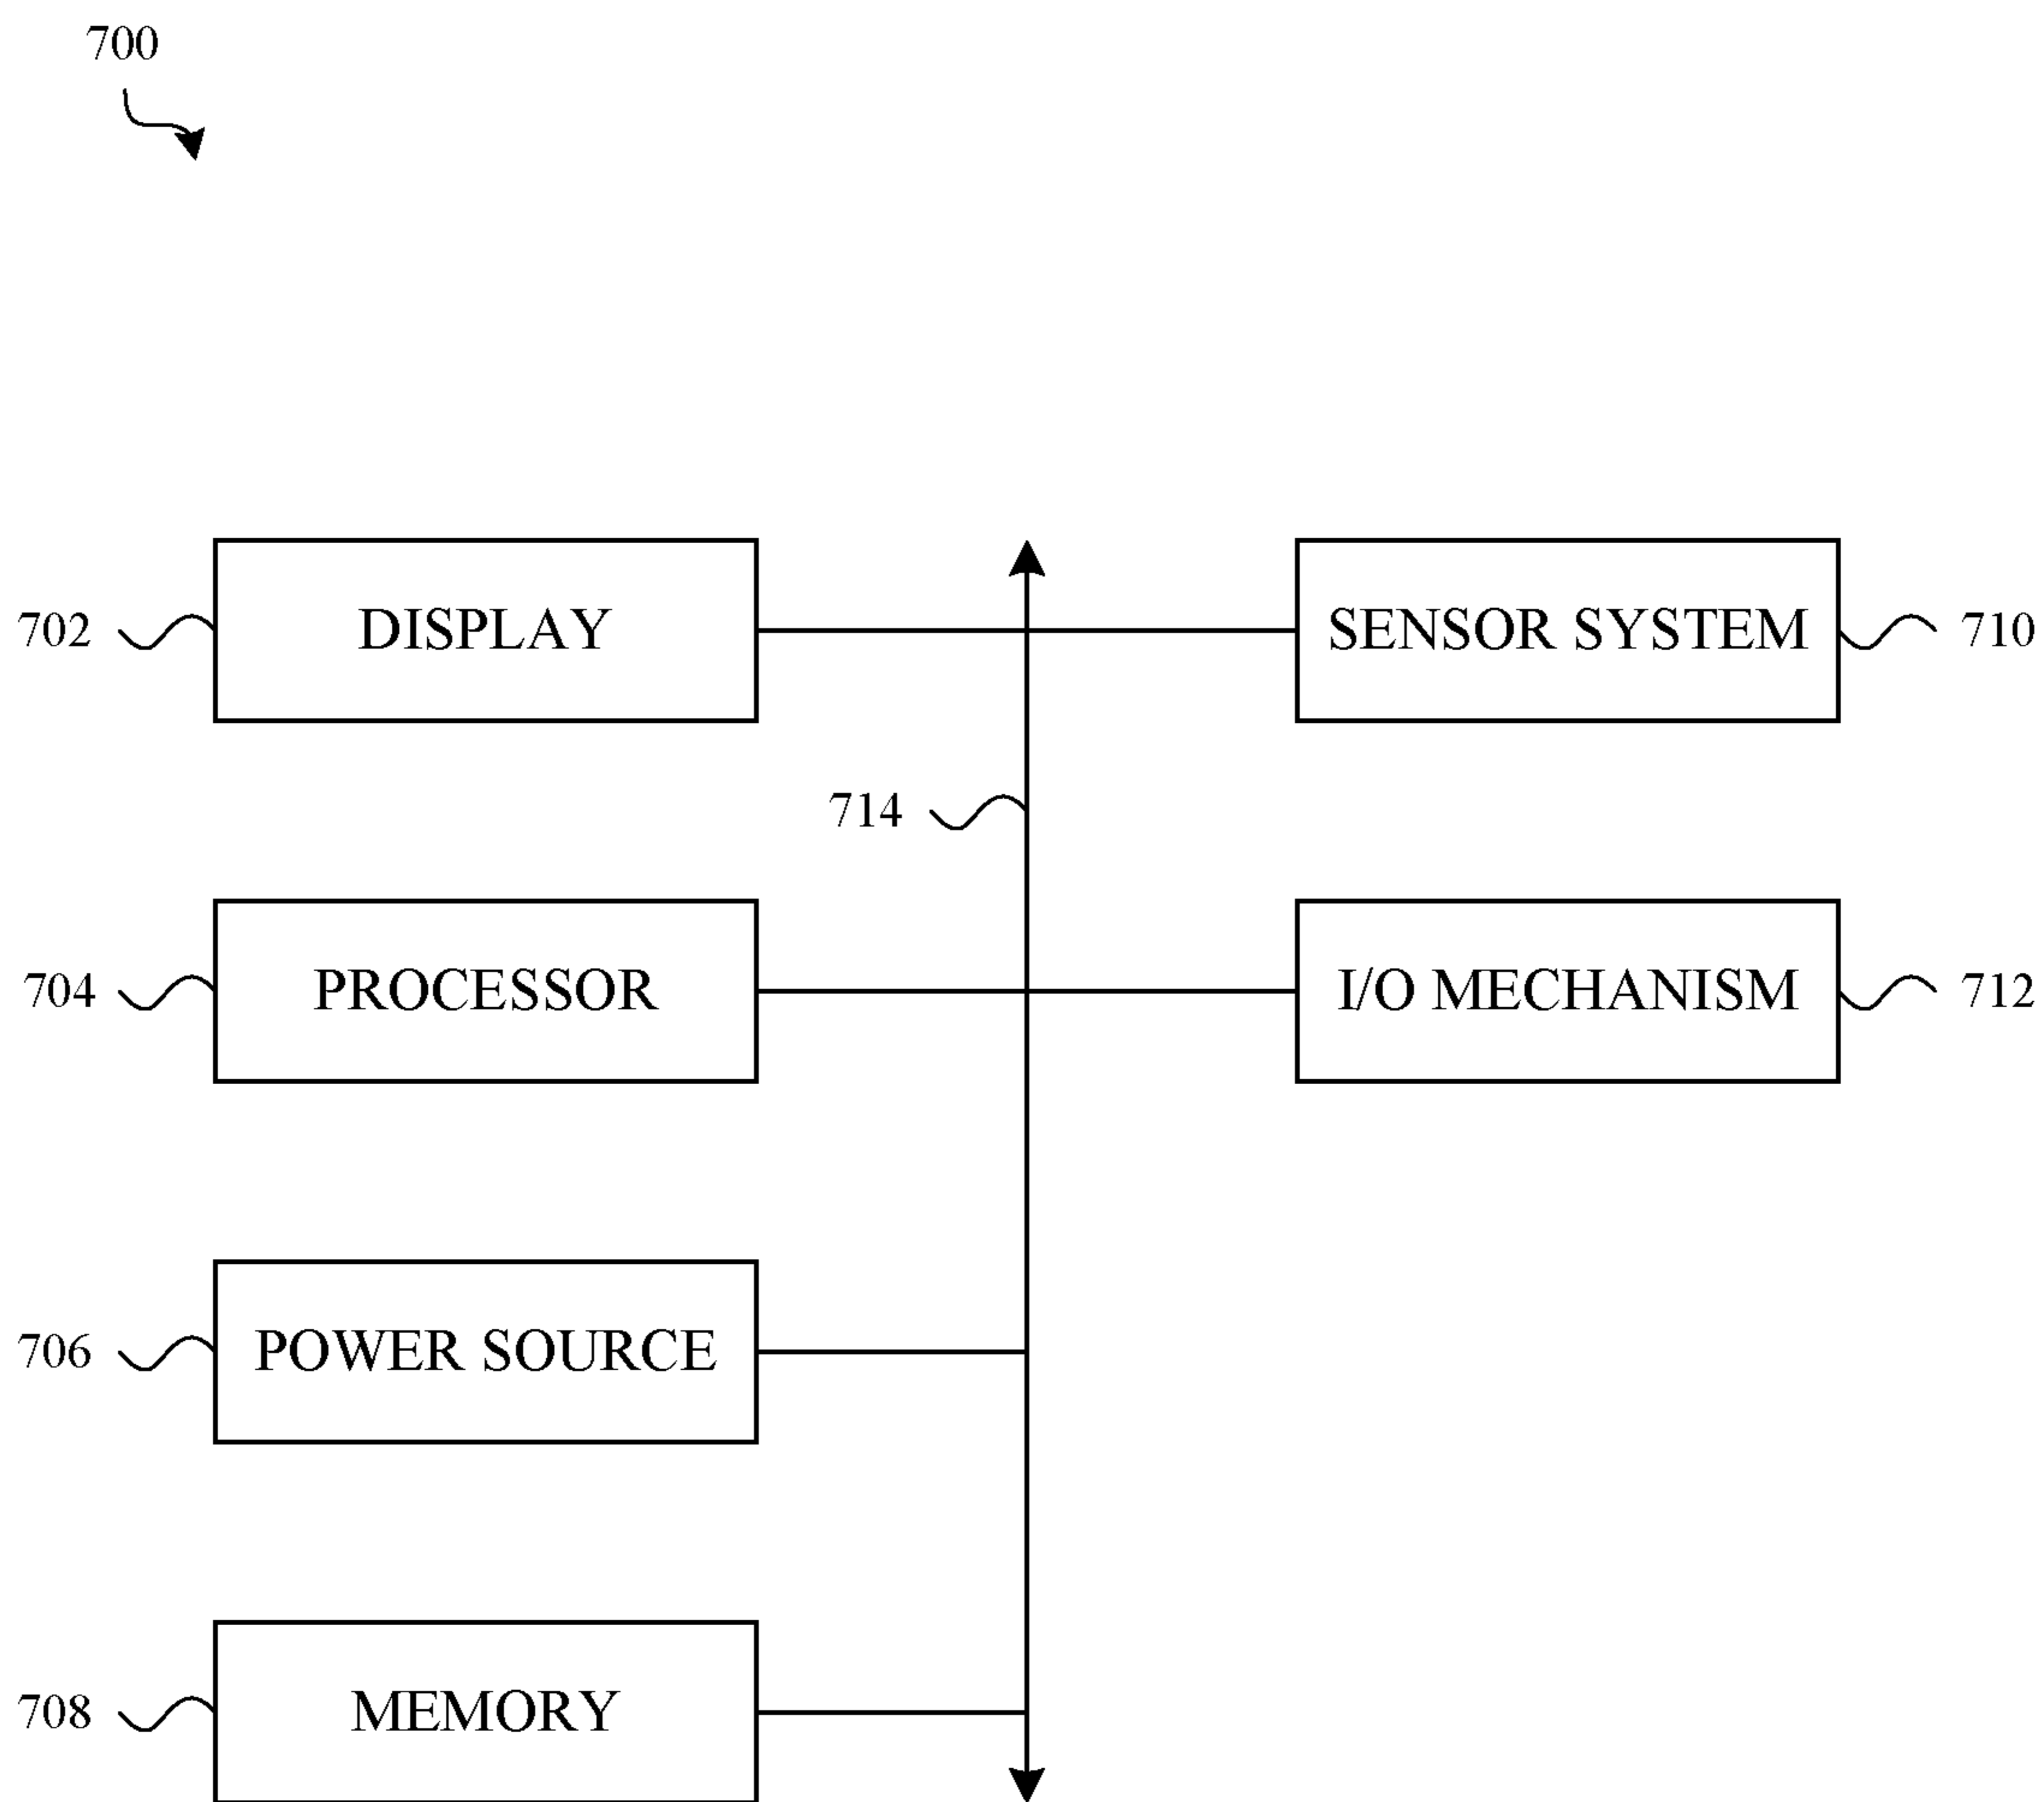 700
702 DISPLAY
SENSOR SYSTEM 710
714
704 PROCESSOR
I/O MECHANISM 712
706 POWER SOURCE
708 MEMORY